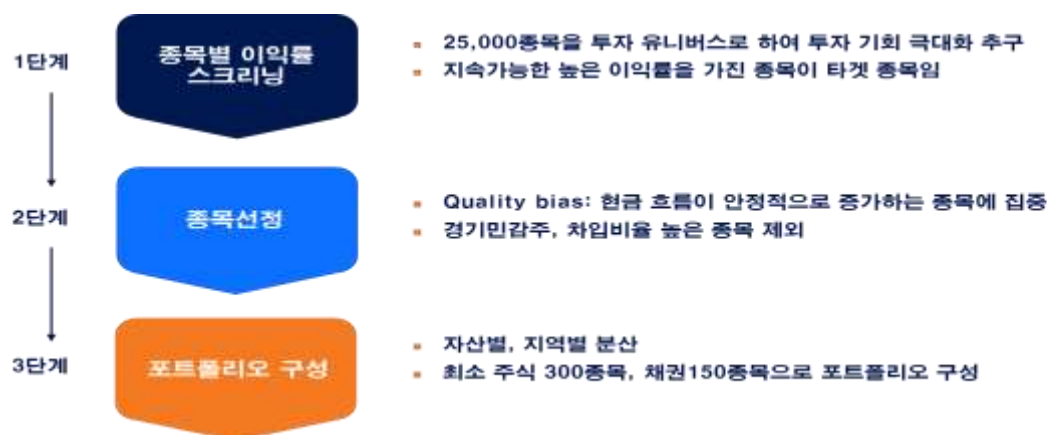 1단계
종목별 이익률
스크리닝
▪ 25,000종목을 투자 유니버스로 하여 투자 기회 극대화 추구
▪ 지속가능한 높은 이익률을 가진 종목이 타겟 종목임
2단계
종목선정
▪ Quality bias: 현금 흐름이 안정적으로 증가하는 종목에 집중
▪ 경기민감주, 차입비율 높은 종목 제외
3단계
포트폴리오 구성
▪ 자산별, 지역별 분산
▪ 최소 주식 300종목, 채권150종목으로 포트폴리오 구성